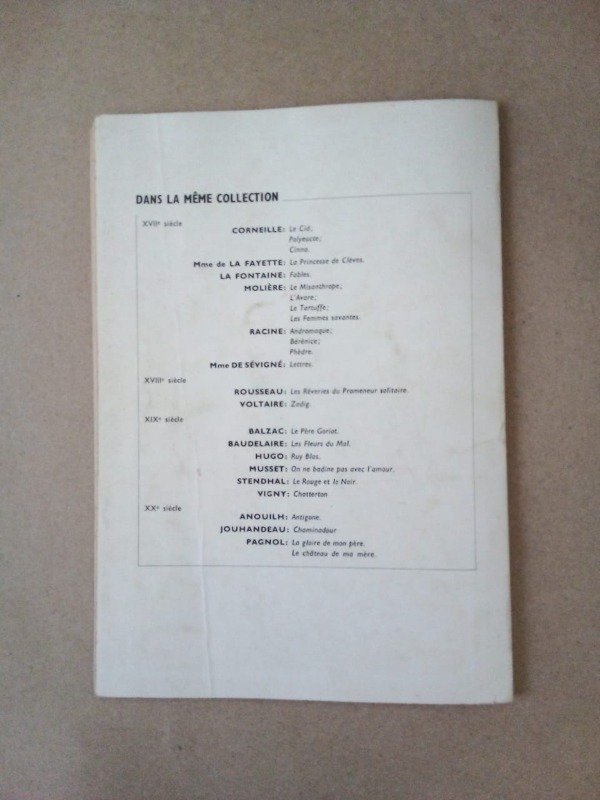 DANS LA MÊME COLLECTION
XVIIe siècle
CORNEILLE: Le Cid;
Polyeucte;
Cinna.
Mme de LA FAYETTE: La Princesse de Clèves.
LA FONTAINE: Fables.
MOLIÈRE: Le Misanthrope;
L'Avare;
Le Tartuffe;
Les Femmes savantes.
RACINE: Andromaque;
Bérénice;
Phèdre.
Mme DE SÉVIGNÉ: Lettres.
XVIIIe siècle
ROUSSEAU: Les Rêveries du Promeneur solitaire.
VOLTAIRE: Zadig.
XIXe siècle
BALZAC: Le Père Goriot.
BAUDELAIRE: Les Fleurs du Mal.
HUGO: Ruy Blas.
MUSSET: On ne badine pas avec l'amour.
STENDHAL: Le Rouge et le Noir.
VIGNY: Chatterton
XXe siècle
ANOUILH: Antigone.
JOUHANDEAU: Chaminadour
PAGNOL: La gloire de mon père.
Le château de ma mère.